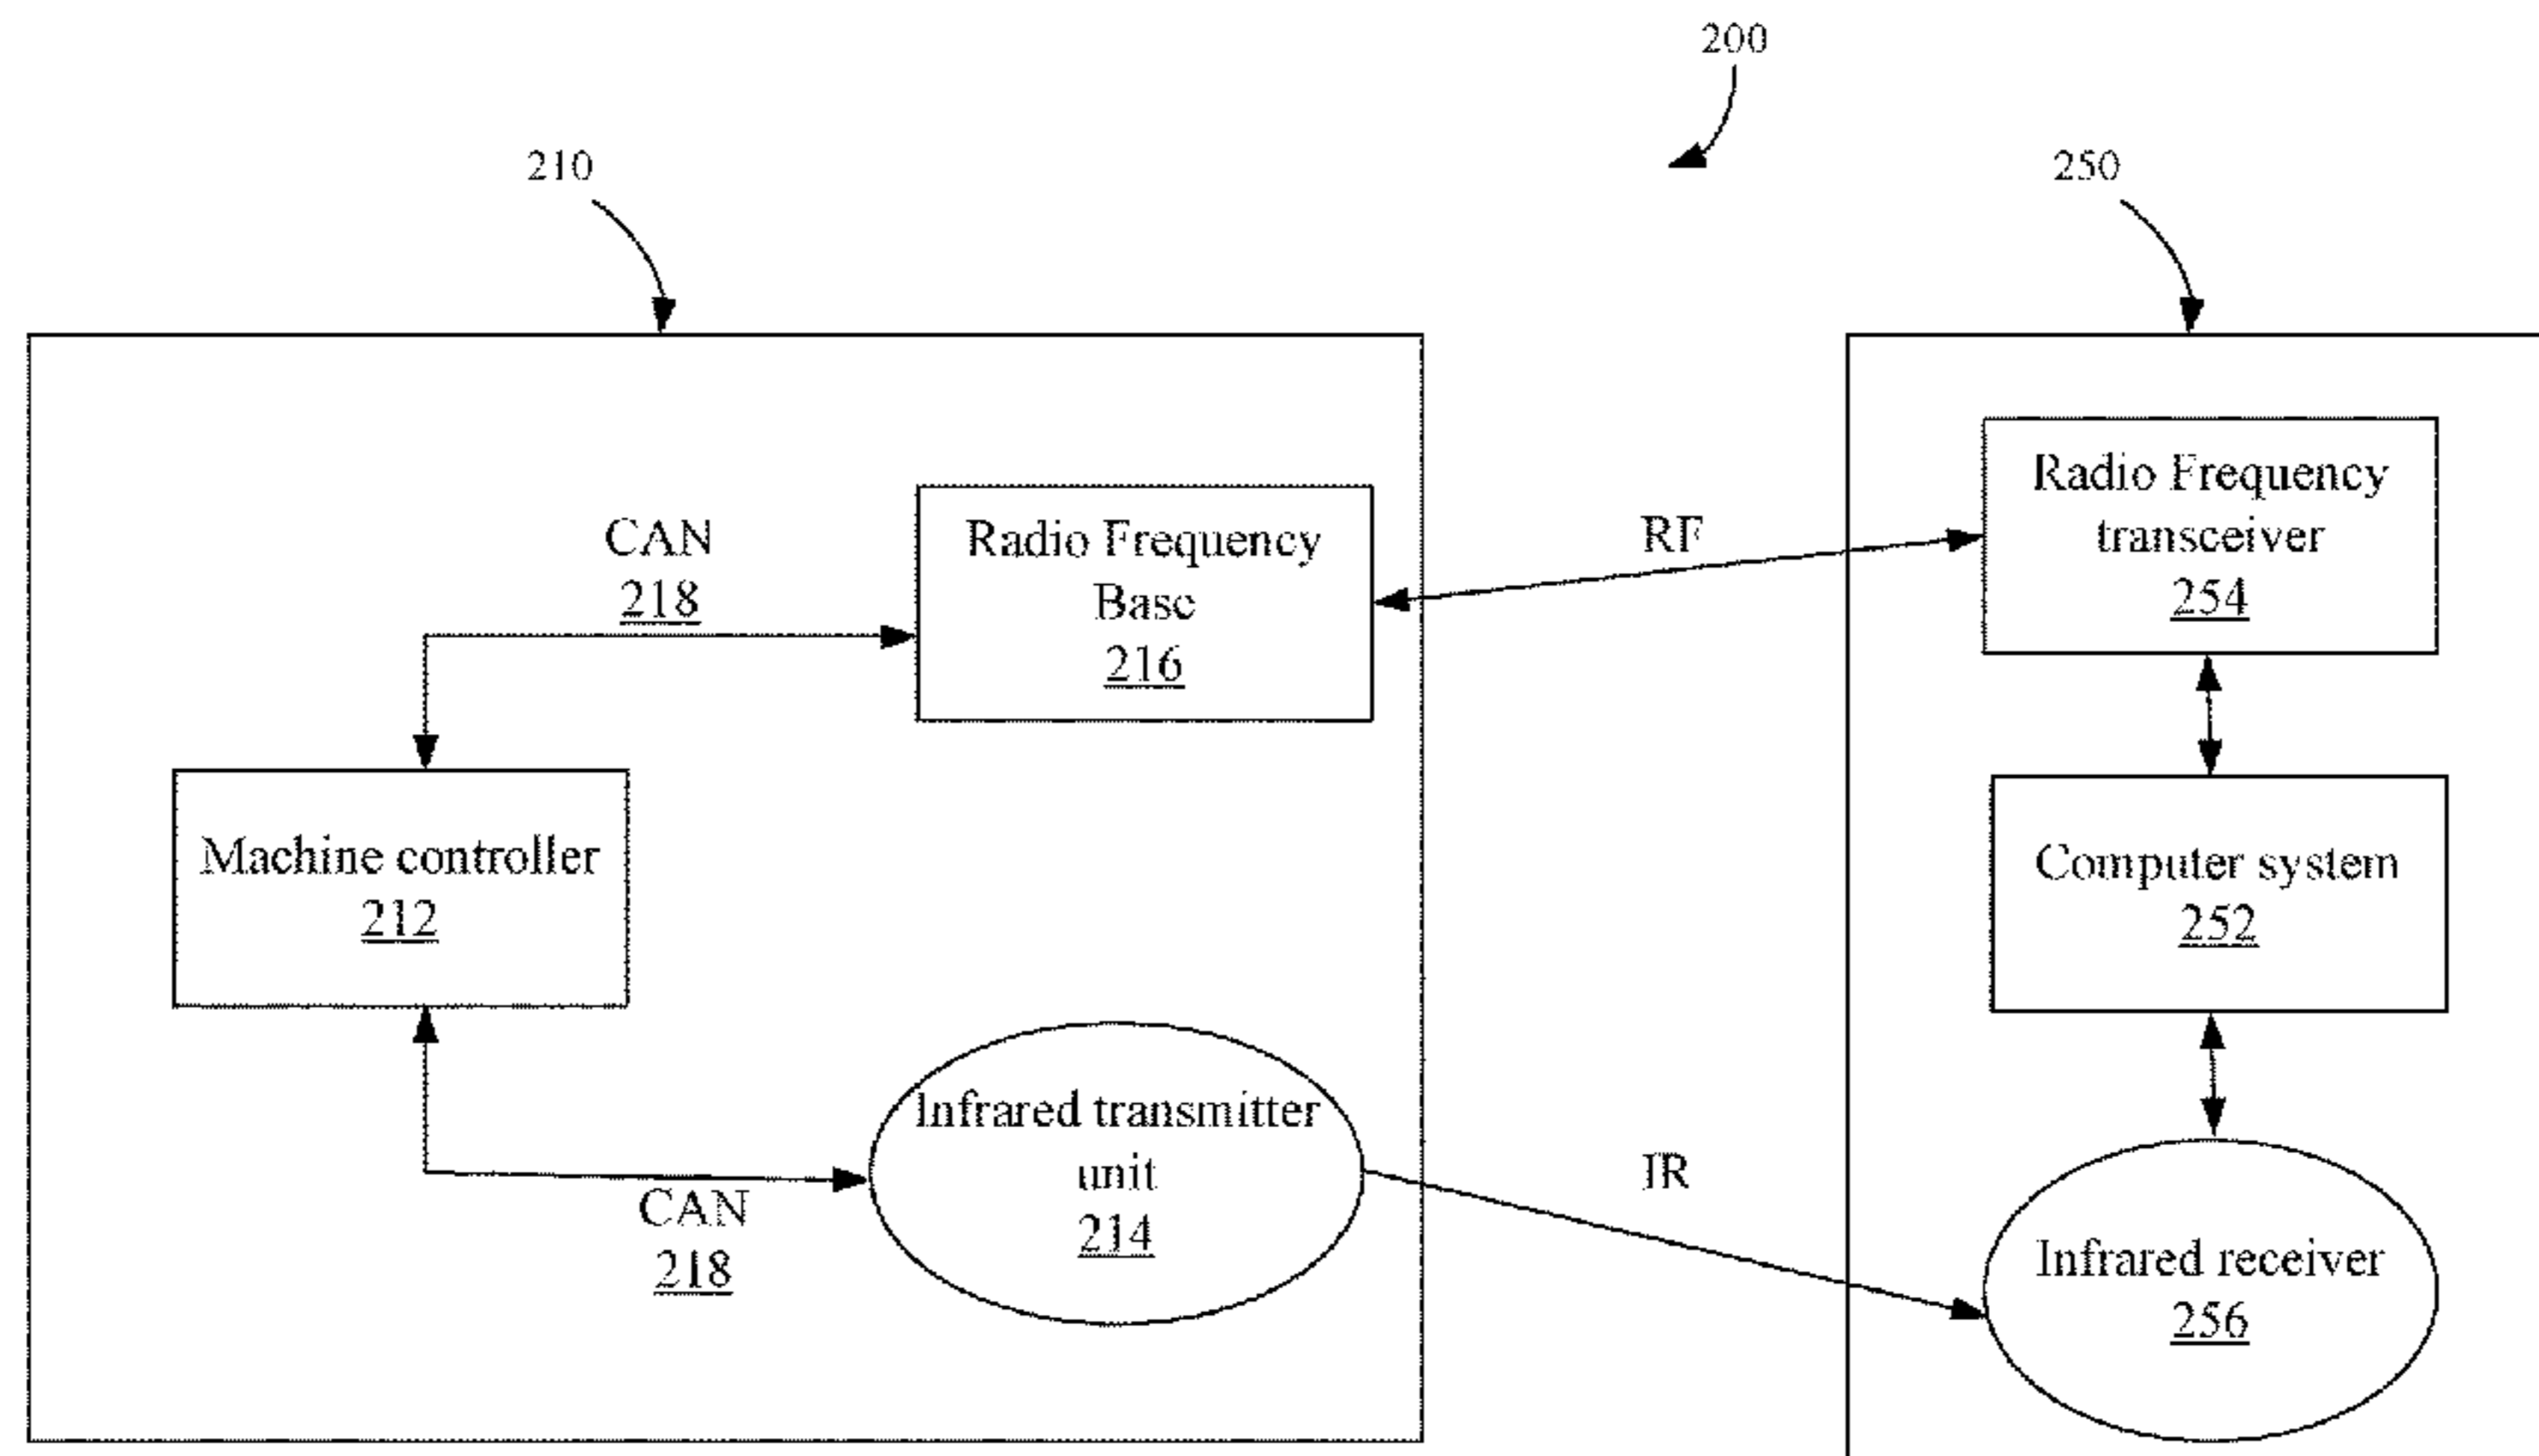 200
210
250
CAN
218
Radio Frequency
Base
216
RF
Radio Frequency
transceiver
254
Machine controller
212
Computer system
252
Infrared transmitter
unit
214
CAN
218
IR
Infrared receiver
256